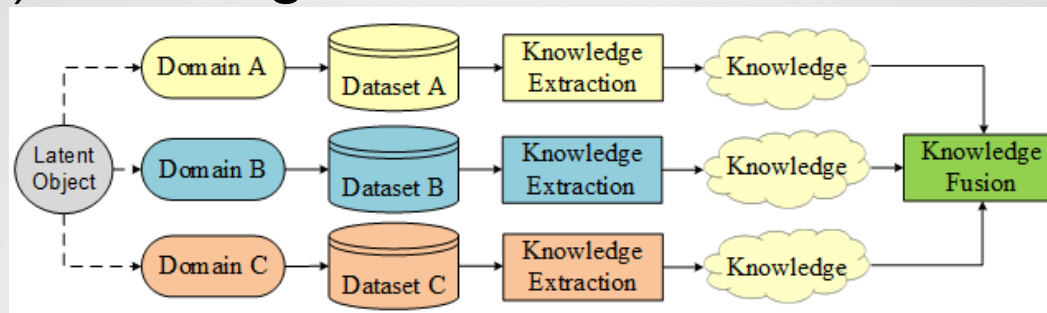 Domain A
Dataset A
Knowledge
Extraction
Knowledge
Latent
Object
Domain B
Dataset B
Knowledge
Extraction
Knowledge
Knowledge
Fusion
Domain C
Dataset C
Knowledge
Extraction
Knowledge